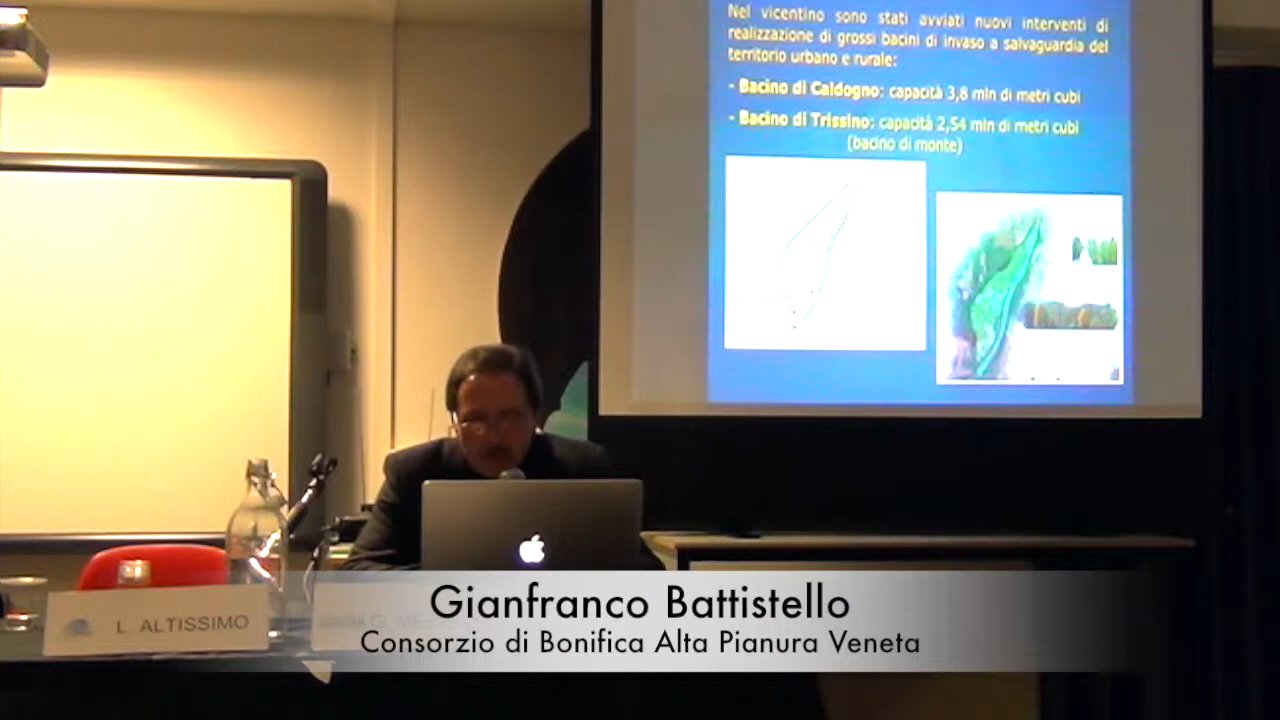 Nel vicentino sono stati avviati nuovi interventi di
realizzazione di grossi bacini di invaso a salvaguardia del
territorio urbano e rurale:
- Bacino di Caldogno: capacità 3,8 mln di metri cubi
- Bacino di Trissino: capacità 2,54 mln di metri cubi
(bacino di monte)
L. ALTISSIMO
Gianfranco Battistello
Consorzio di Bonifica Alta Pianura Veneta